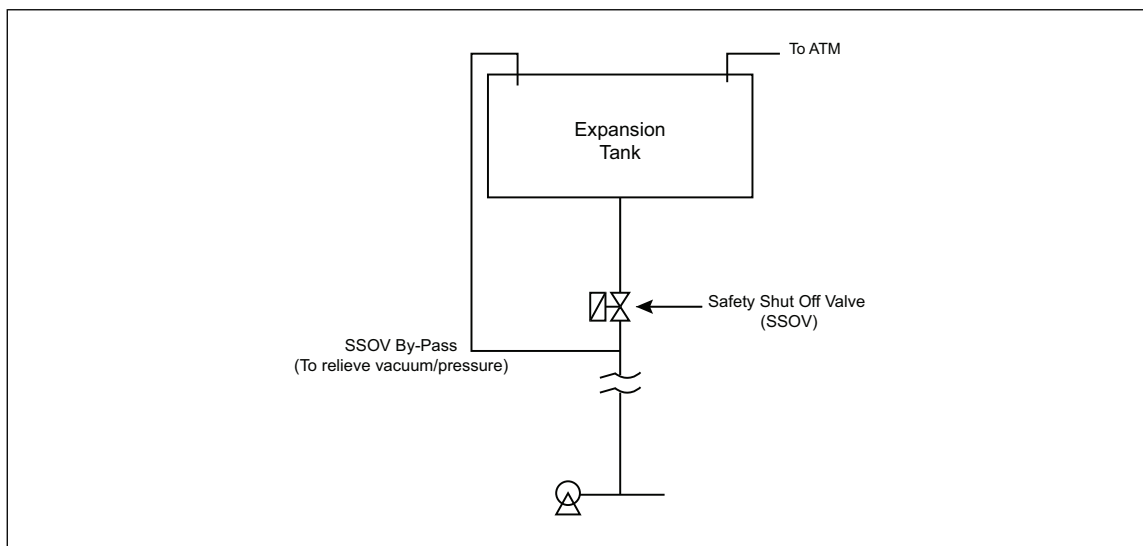 To ATM
Expansion
Tank
Safety Shut Off Valve
(SSOV)
SSOV By-Pass
(To relieve vacuum/pressure)